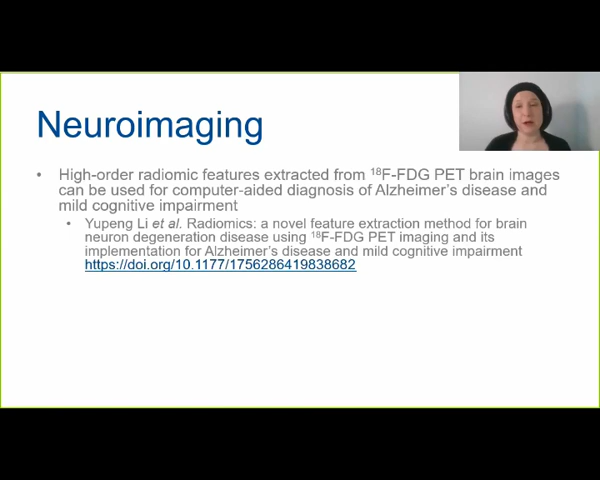 Neuroimaging
• High-order radiomic features extracted from ¹⁸F-FDG PET brain images
can be used for computer-aided diagnosis of Alzheimer's disease and
mild cognitive impairment
• Yupeng Li et al. Radiomics: a novel feature extraction method for brain
neuron degeneration disease using ¹⁸F-FDG PET imaging and its
implementation for Alzheimer's disease and mild cognitive impairment
https://doi.org/10.1177/1756286419838682